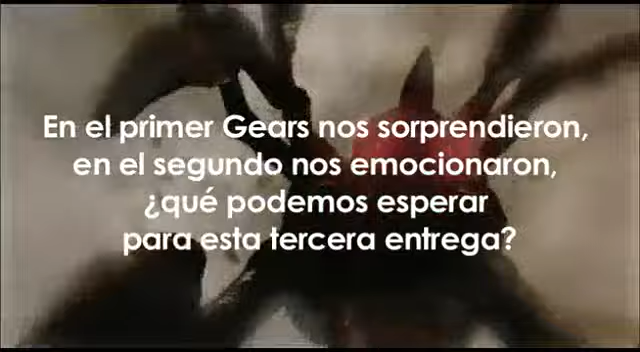 En el primer Gears nos sorprendieron,
en el segundo nos emocionaron,
¿qué podemos esperar
para esta tercera entrega?